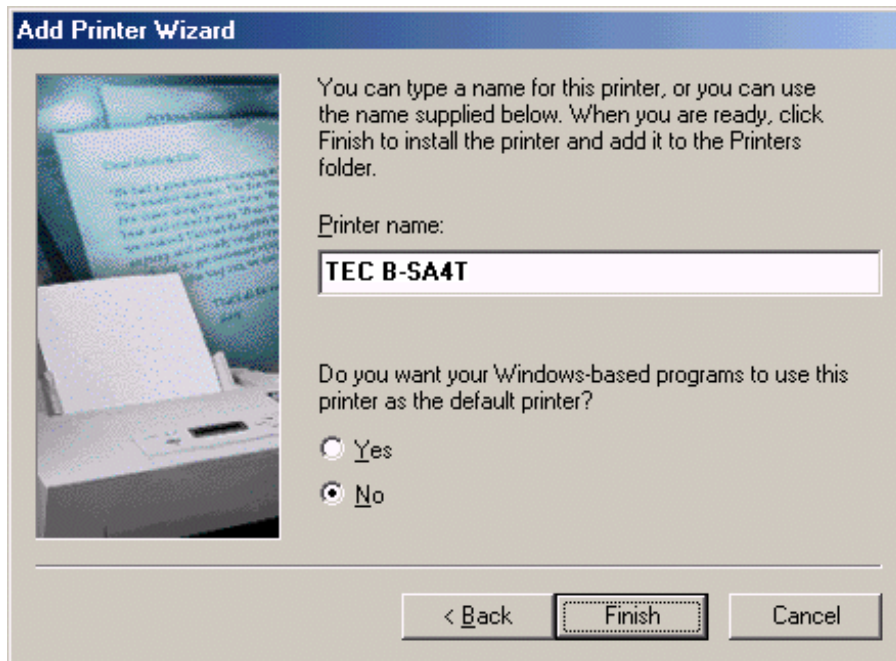 Add Printer Wizard
You can type a name for this printer, or you can use
the name supplied below. When you are ready, click
Finish to install the printer and add it to the Printers
folder.
Printer name:
TEC B-SA4T
Do you want your Windows-based programs to use this
printer as the default printer?
Yes
No
< Back
Finish
Cancel